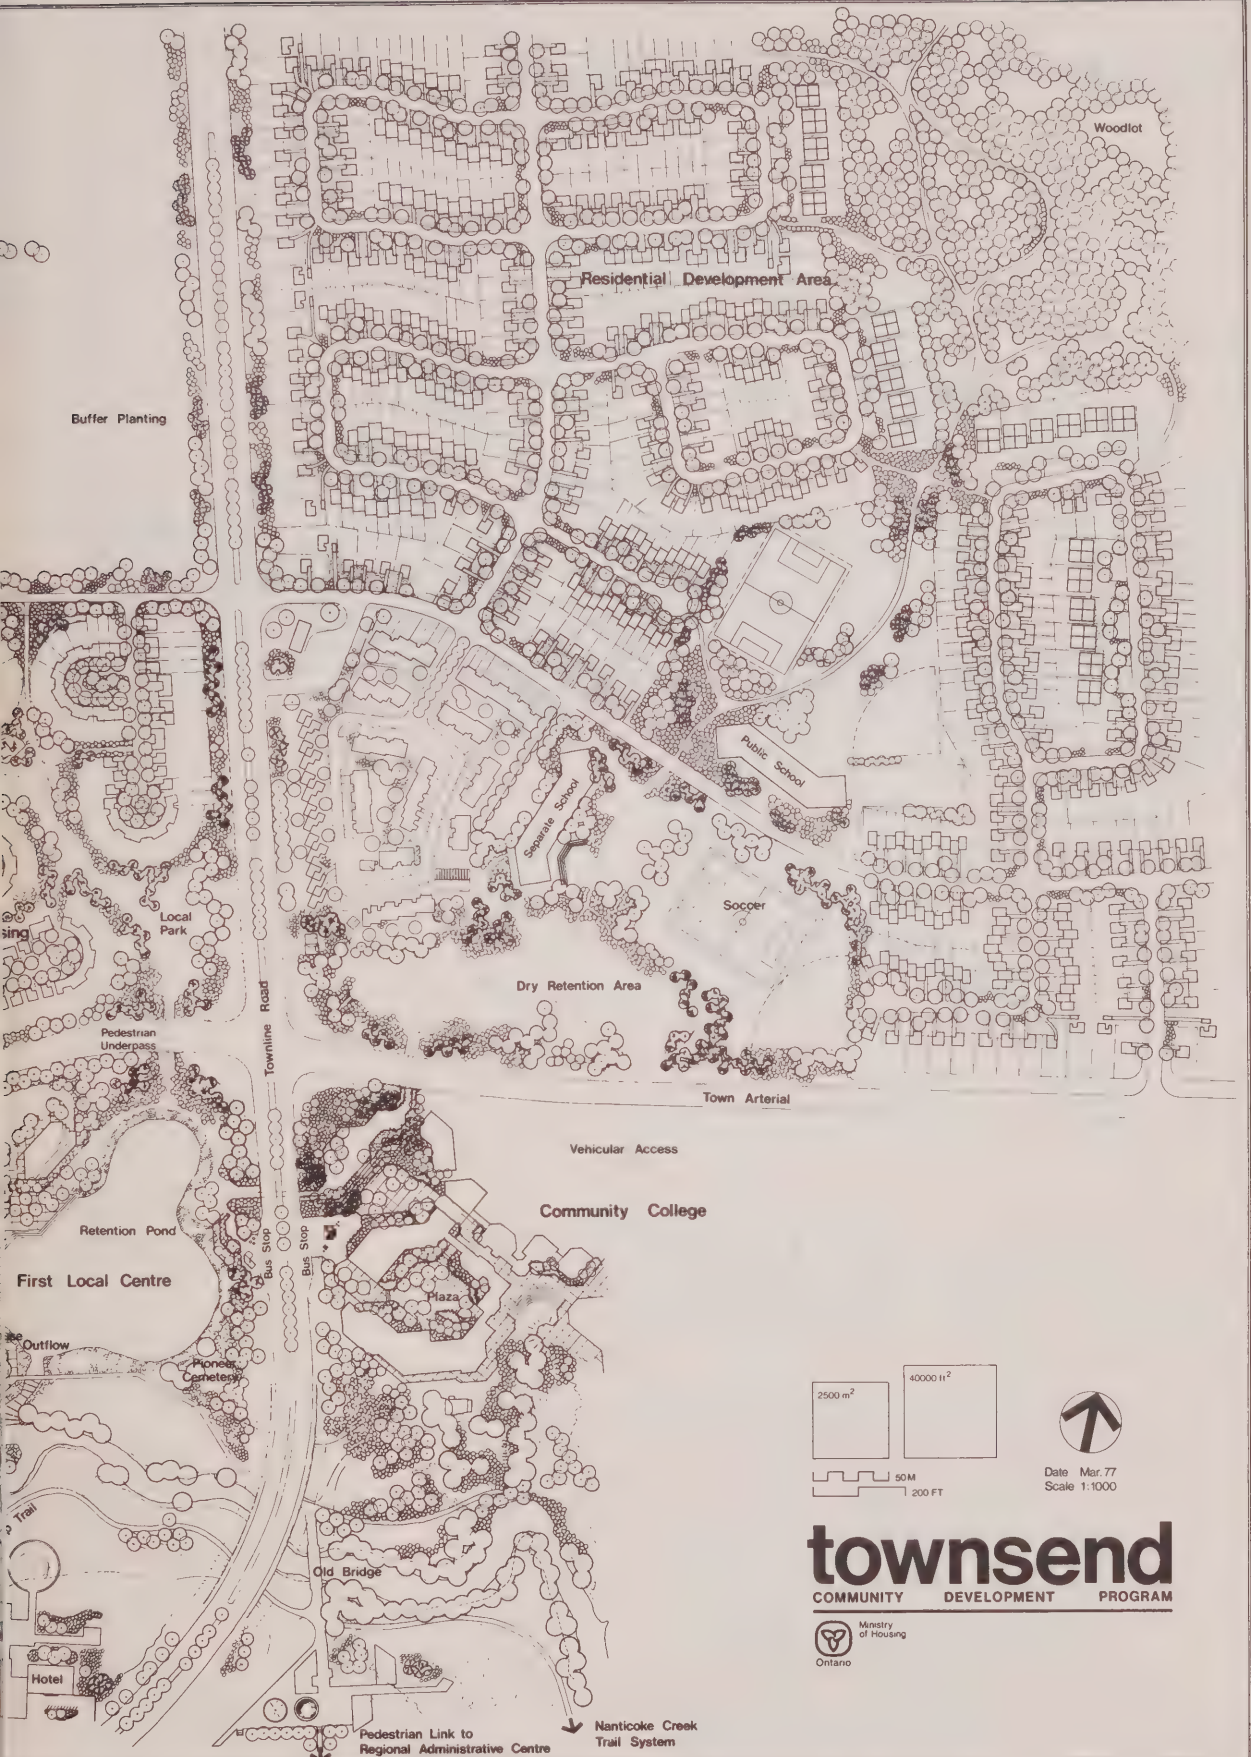 Woodlot
Residential Development Area
Buffer Planting
Public School
Separate School
Soccer
Local
Park
sing
Dry Retention Area
Townline Road
Pedestrian
Underpass
Town Arterial
Vehicular Access
Community College
Retention Pond
Bus Stop
Bus Stop
First Local Centre
Plaza
Outflow
Pioneer
Cemetery
2500 m²
40000 ft²
50 M
200 FT
Date Mar. 77
Scale 1:1000
p Trail
Old Bridge
townsend
COMMUNITY DEVELOPMENT PROGRAM
Ministry
of Housing
Ontario
Hotel
Pedestrian Link to
Regional Administrative Centre
Nanticoke Creek
Trail System